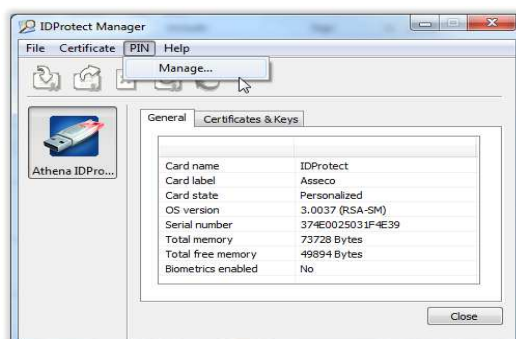 IDProtect Manager
File Certificate PIN Help
Manage...
General Certificates & Keys
Athena IDPro...
Card name IDProtect
Card label Asseco
Card state Personalized
OS version 3.0037 (RSA-SM)
Serial number 374E0025031F4E39
Total memory 73728 Bytes
Total free memory 49894 Bytes
Biometrics enabled No
Close